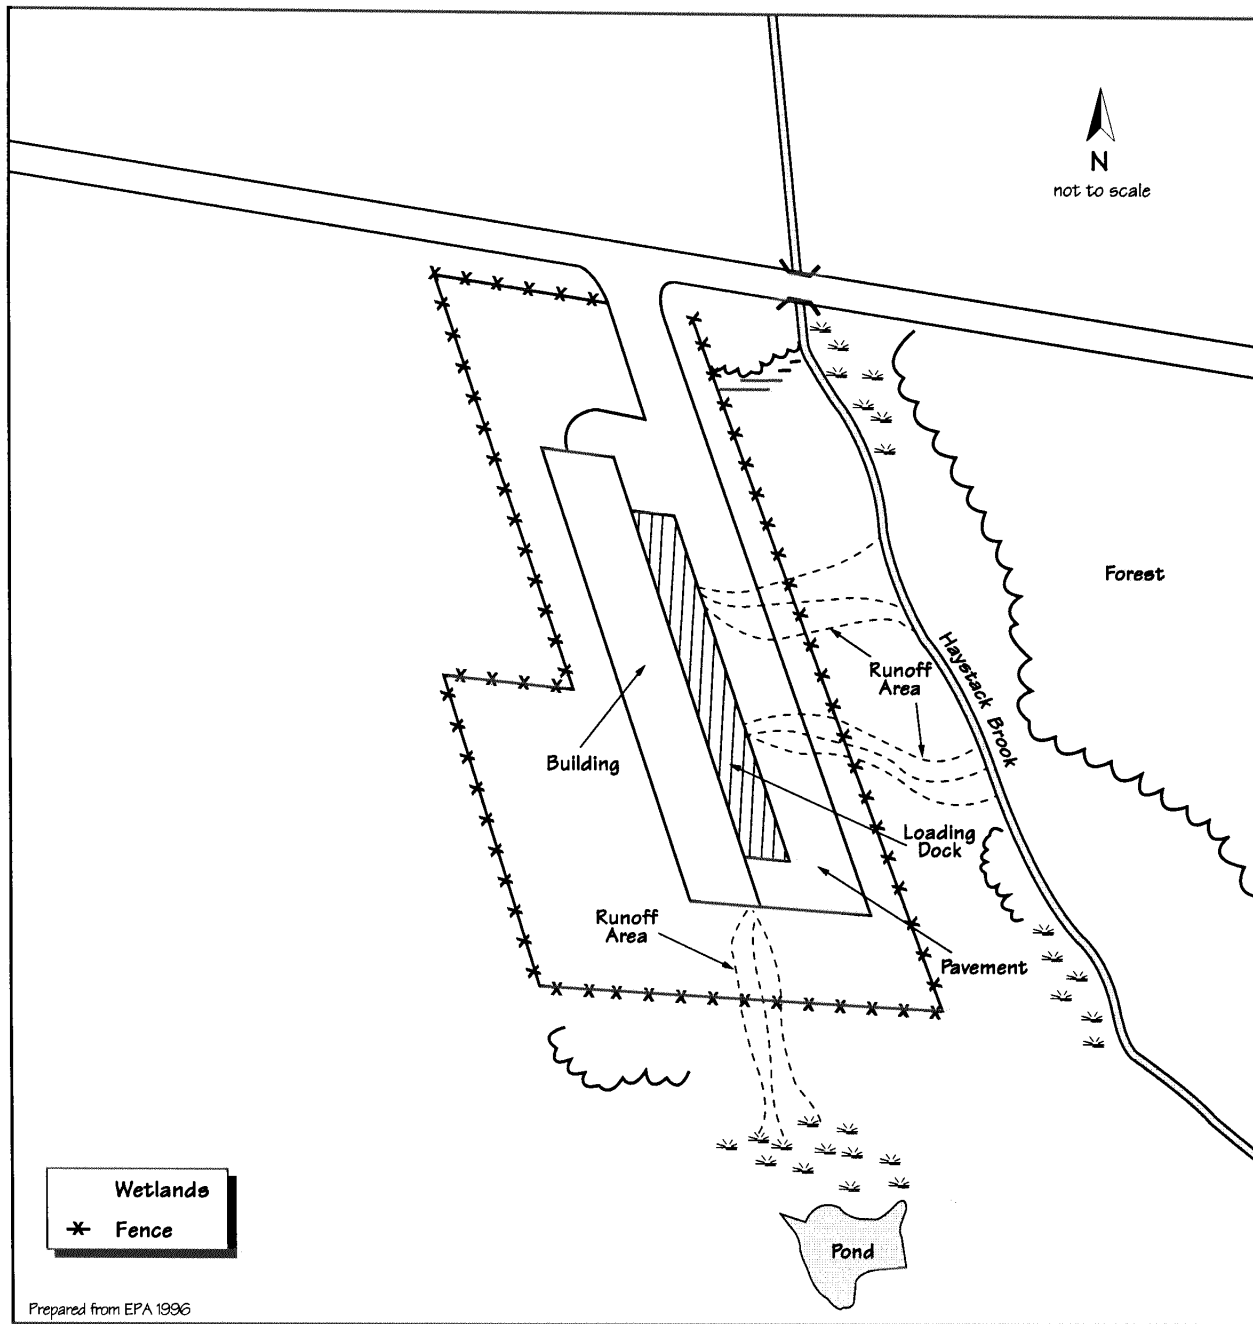 N
not to scale
Forest
Haystack Brook
Runoff
Area
Building
Loading
Dock
Runoff
Area
Pavement
Wetlands
Fence
Pond
Prepared from EPA 1996